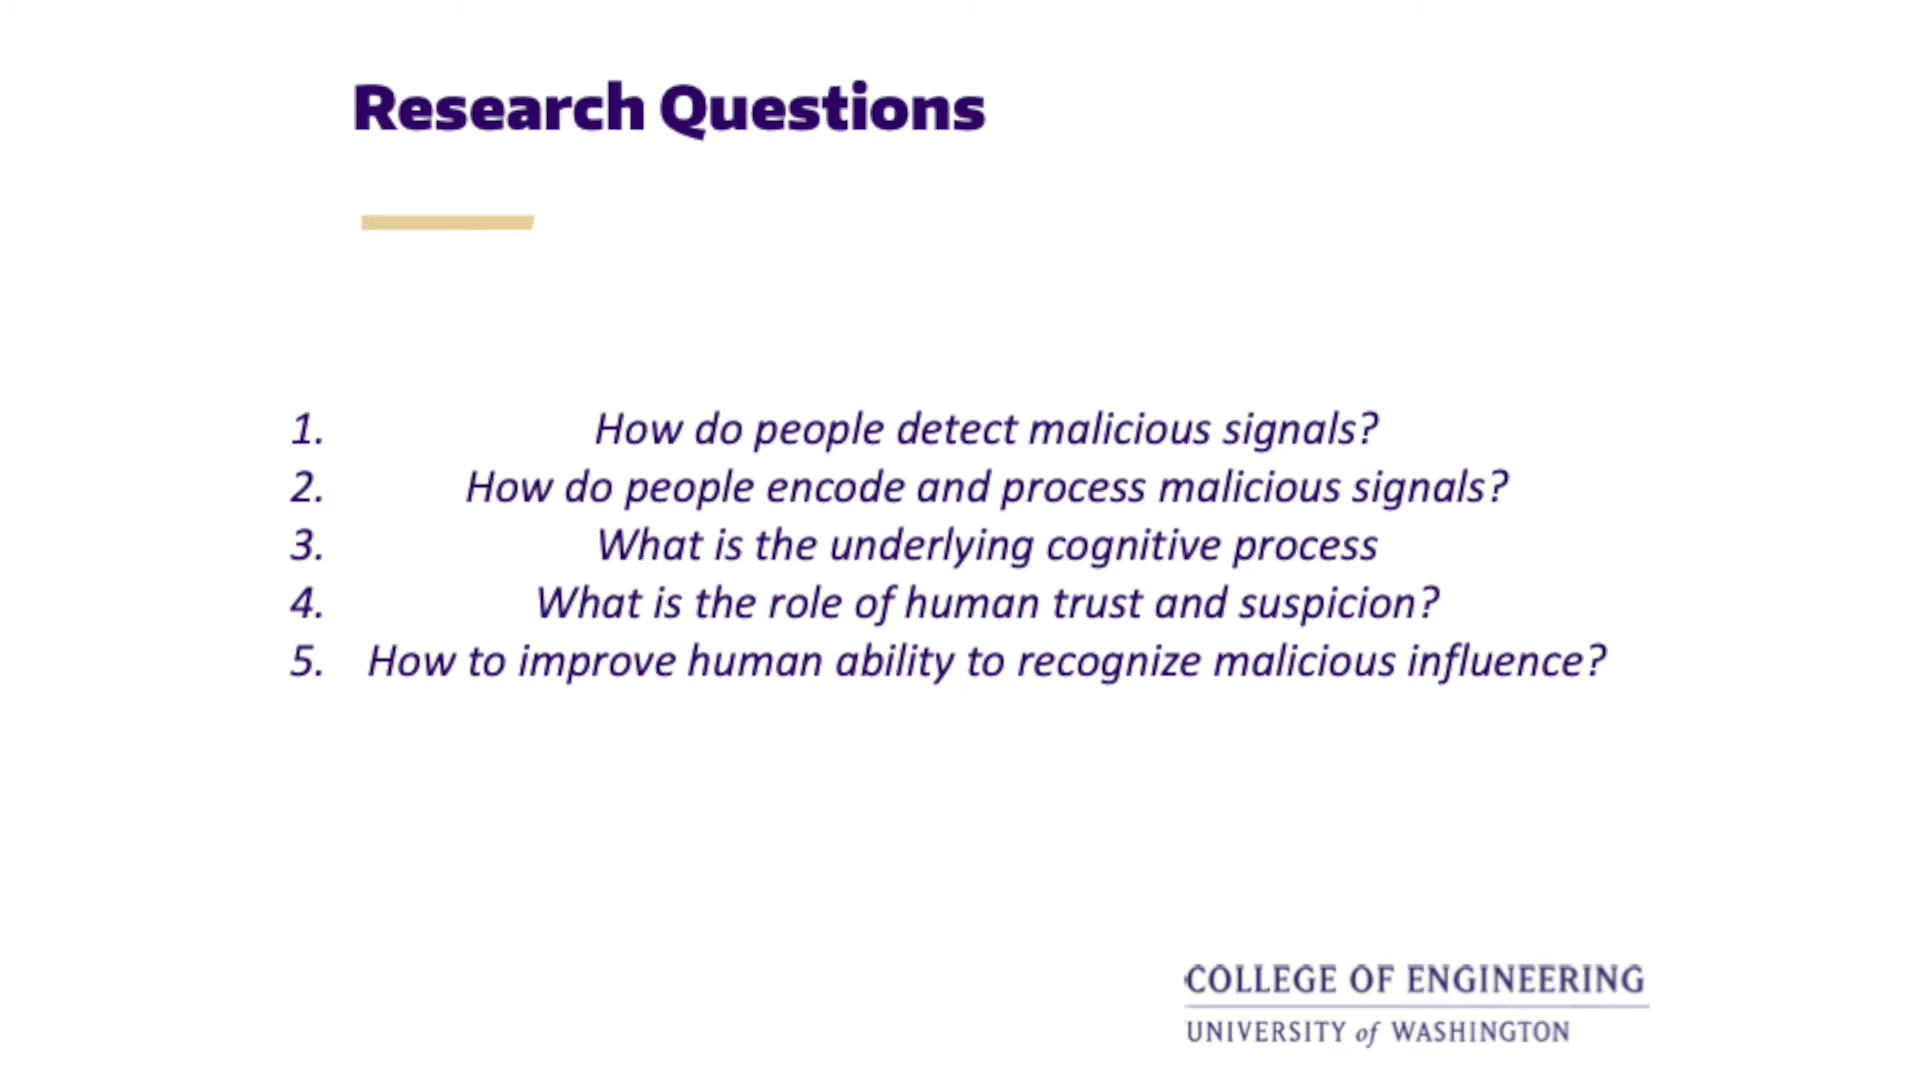 Research Questions
1. How do people detect malicious signals?
2. How do people encode and process malicious signals?
3. What is the underlying cognitive process
4. What is the role of human trust and suspicion?
5. How to improve human ability to recognize malicious influence?
COLLEGE OF ENGINEERING
UNIVERSITY of WASHINGTON